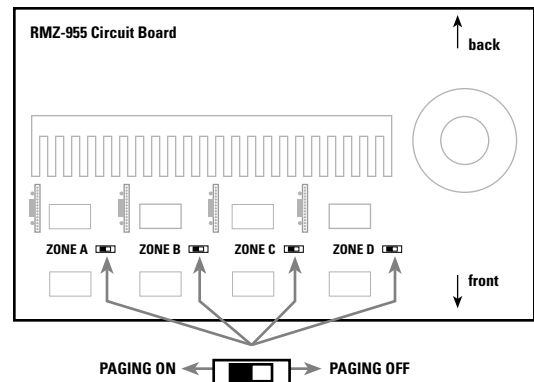 RMZ-955 Circuit Board
back
ZONE A ZONE B ZONE C ZONE D
front
PAGING ON PAGING OFF